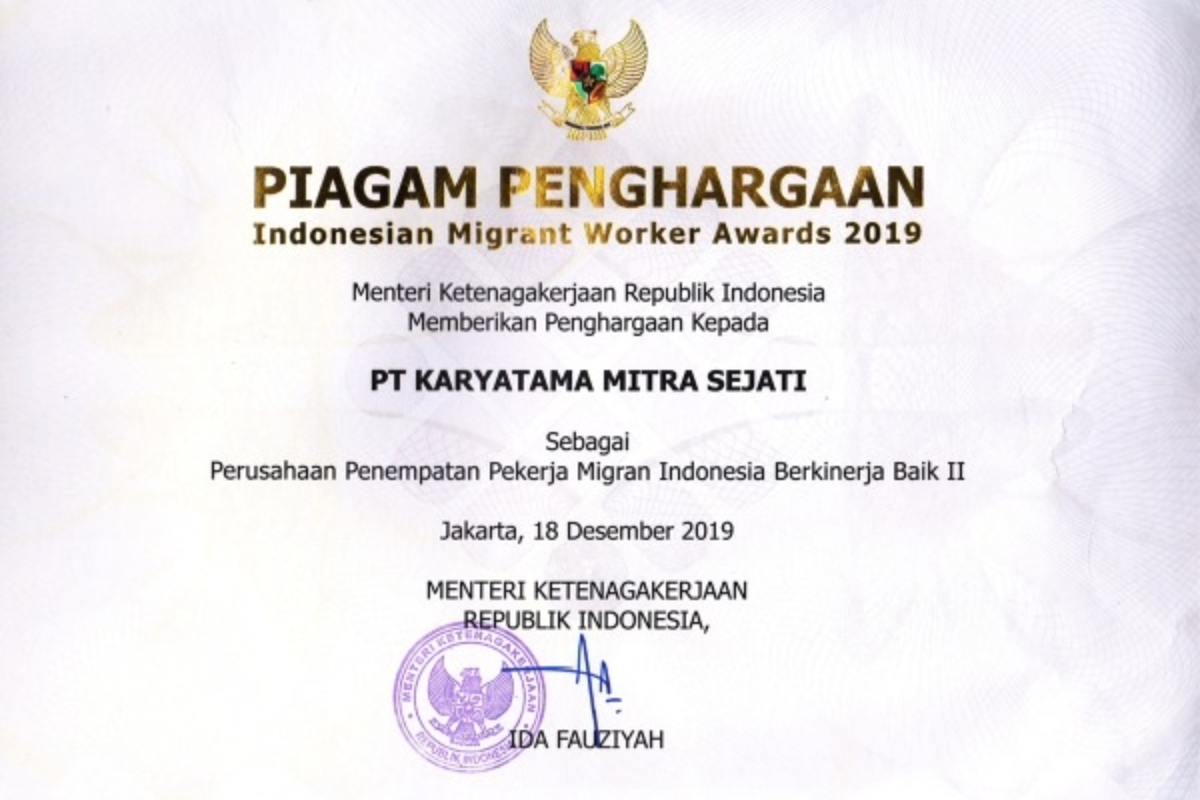 PIAGAM PENGHARGAAN
Indonesian Migrant Worker Awards 2019
Menteri Ketenagakerjaan Republik Indonesia
Memberikan Penghargaan Kepada
PT KARYATAMA MITRA SEJATI
Sebagai
Perusahaan Penempatan Pekerja Migran Indonesia Berkinerja Baik II
Jakarta, 18 Desember 2019
MENTERI KETENAGAKERJAAN
REPUBLIK INDONESIA,
MENTERI KETENAGAKERJAAN
REPUBLIK INDONESIA
IDA FAUZIYAH